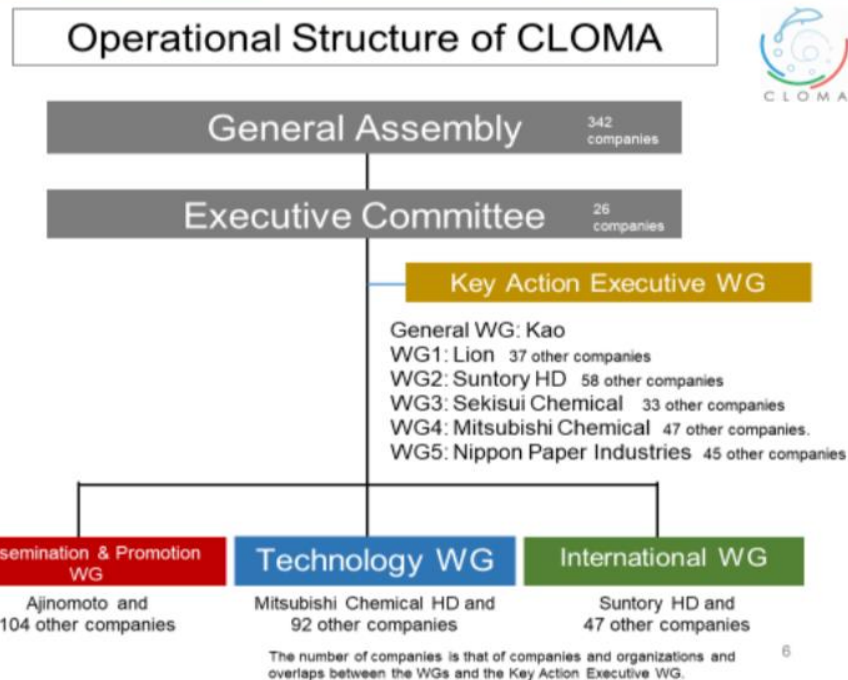 Operational Structure of CLOMA
CLOMA
General Assembly 342 companies
Executive Committee 26 companies
Key Action Executive WG
General WG: Kao
WG1: Lion 37 other companies
WG2: Suntory HD 58 other companies
WG3: Sekisui Chemical 33 other companies
WG4: Mitsubishi Chemical 47 other companies.
WG5: Nippon Paper Industries 45 other companies
semination & Promotion
WG
Ajinomoto and
104 other companies
Technology WG
Mitsubishi Chemical HD and
92 other companies
International WG
Suntory HD and
47 other companies
The number of companies is that of companies and organizations and
overlaps between the WGs and the Key Action Executive WG.
6